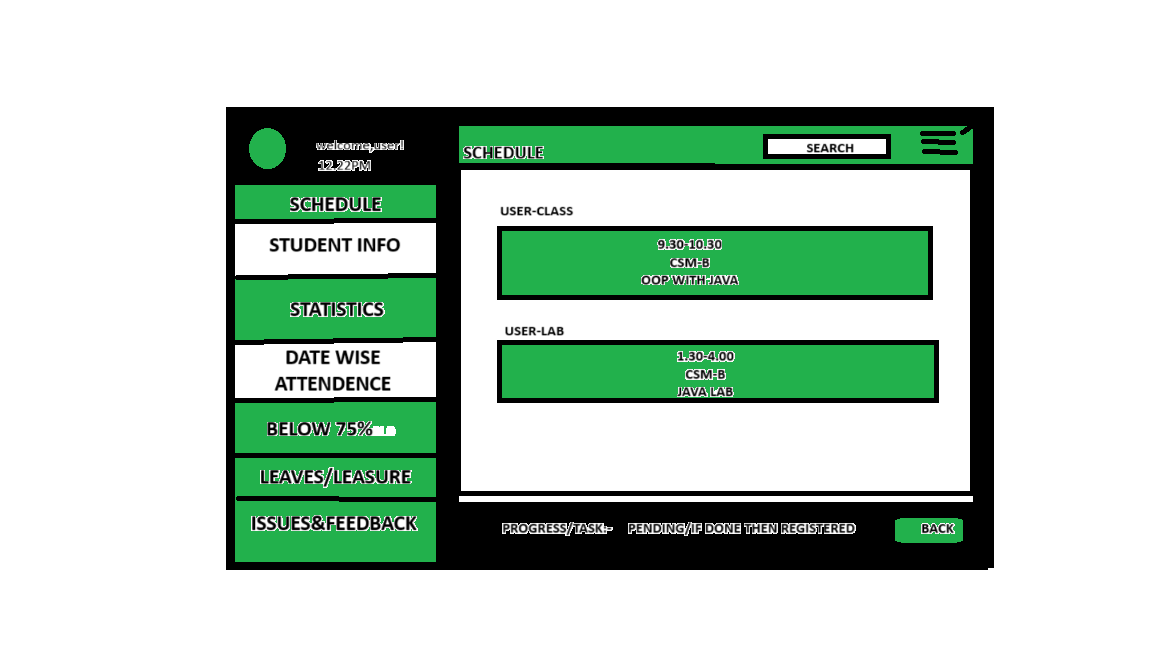 welcome,user!
12.22PM
SCHEDULE
STUDENT INFO
STATISTICS
DATE WISE
ATTENDENCE
BELOW 75%
LEAVES/LEASURE
ISSUES&FEEDBACK
SCHEDULE
SEARCH
USER-CLASS
9.30-10.30
CSM-B
OOP WITH JAVA
USER-LAB
1.30-4.00
CSM-B
JAVA LAB
PROGRESS/TASK:- PENDING/IF DONE THEN REGISTERED
BACK